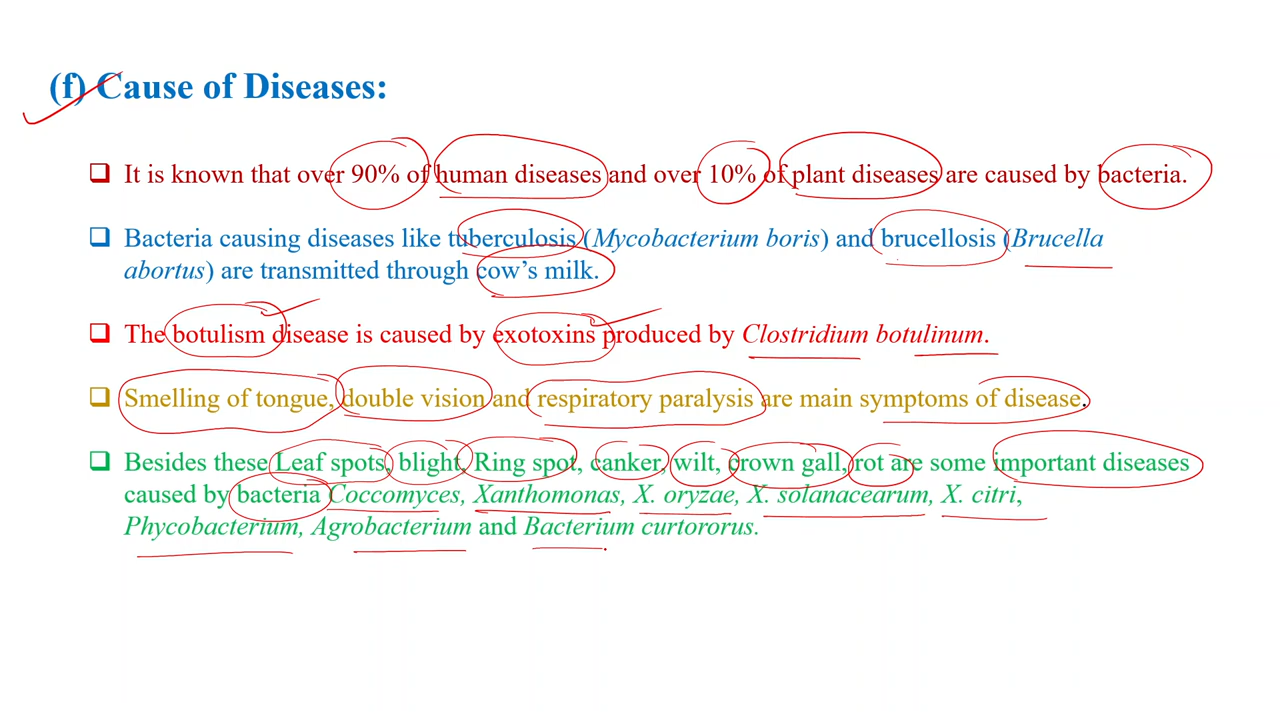 (f) Cause of Diseases:
❑ It is known that over 90% of human diseases and over 10% of plant diseases are caused by bacteria.
❑ Bacteria causing diseases like tuberculosis (Mycobacterium boris) and brucellosis (Brucella
abortus) are transmitted through cow’s milk.
❑ The botulism disease is caused by exotoxins produced by Clostridium botulinum.
❑ Smelling of tongue, double vision and respiratory paralysis are main symptoms of disease.
❑ Besides these Leaf spots, blight, Ring spot, canker, wilt, crown gall, rot are some important diseases
caused by bacteria Coccomyces, Xanthomonas, X. oryzae, X. solanacearum, X. citri,
Phycobacterium, Agrobacterium and Bacterium curtororus.